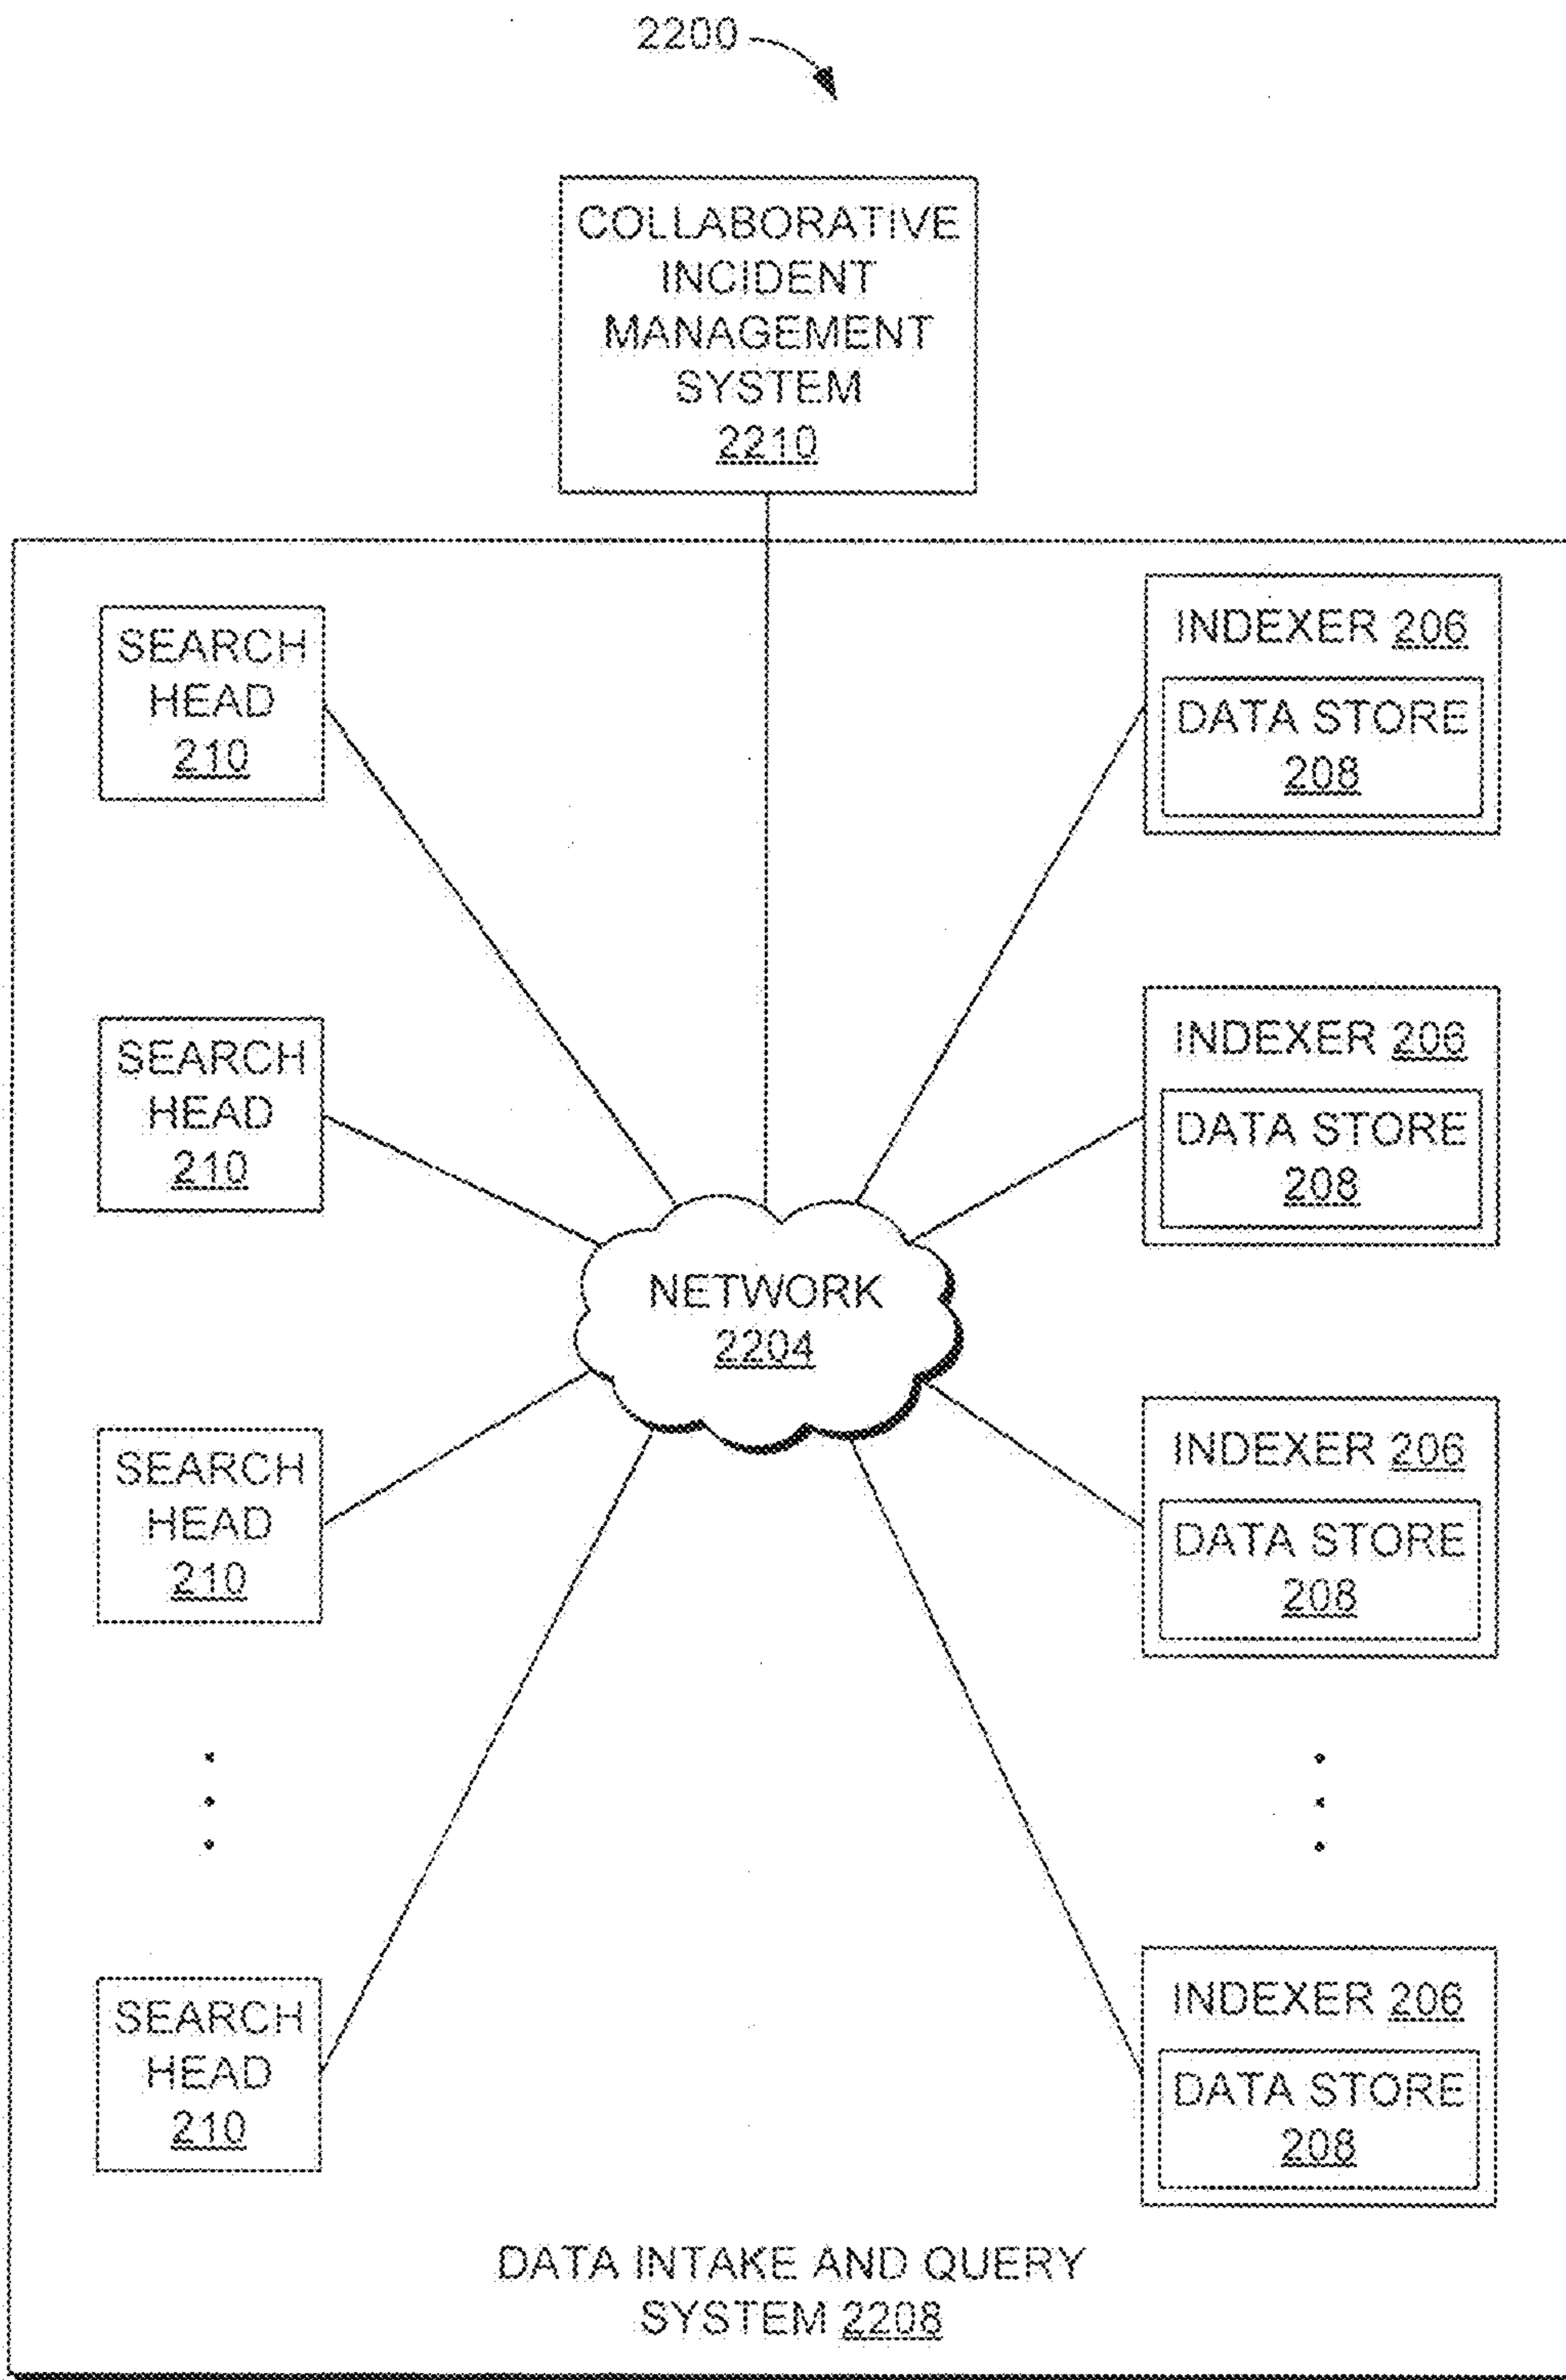 2200
COLLABORATIVE
INCIDENT
MANAGEMENT
SYSTEM
2210
SEARCH
HEAD
210
INDEXER 206
DATA STORE
208
SEARCH
HEAD
210
INDEXER 206
DATA STORE
208
NETWORK
2204
SEARCH
HEAD
210
INDEXER 206
DATA STORE
208
SEARCH
HEAD
210
INDEXER 206
DATA STORE
208
DATA INTAKE AND QUERY
SYSTEM 2208